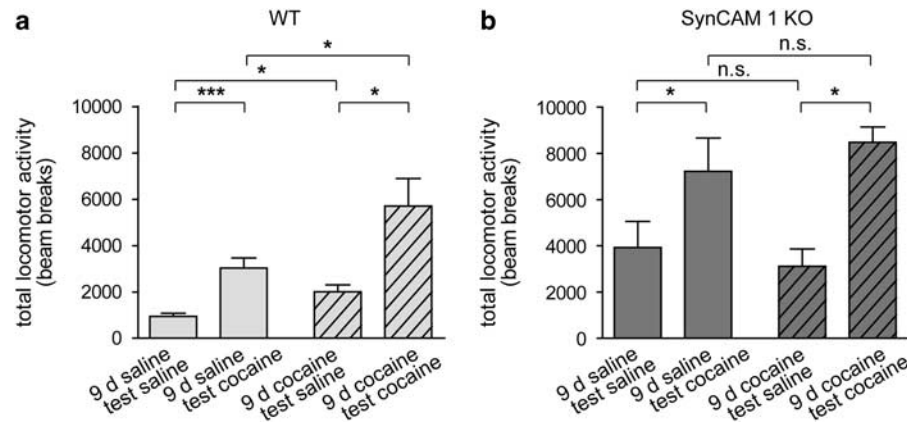 a
WT
*
*
***
*
total locomotor activity
(beam breaks)
10000
8000
6000
4000
2000
0
9 d saline
test saline
9 d saline
test cocaine
9 d cocaine
test saline
9 d cocaine
test cocaine
b
SynCAM 1 KO
n.s.
n.s.
*
*
total locomotor activity
(beam breaks)
10000
8000
6000
4000
2000
0
9 d saline
test saline
9 d saline
test cocaine
9 d cocaine
test saline
9 d cocaine
test cocaine